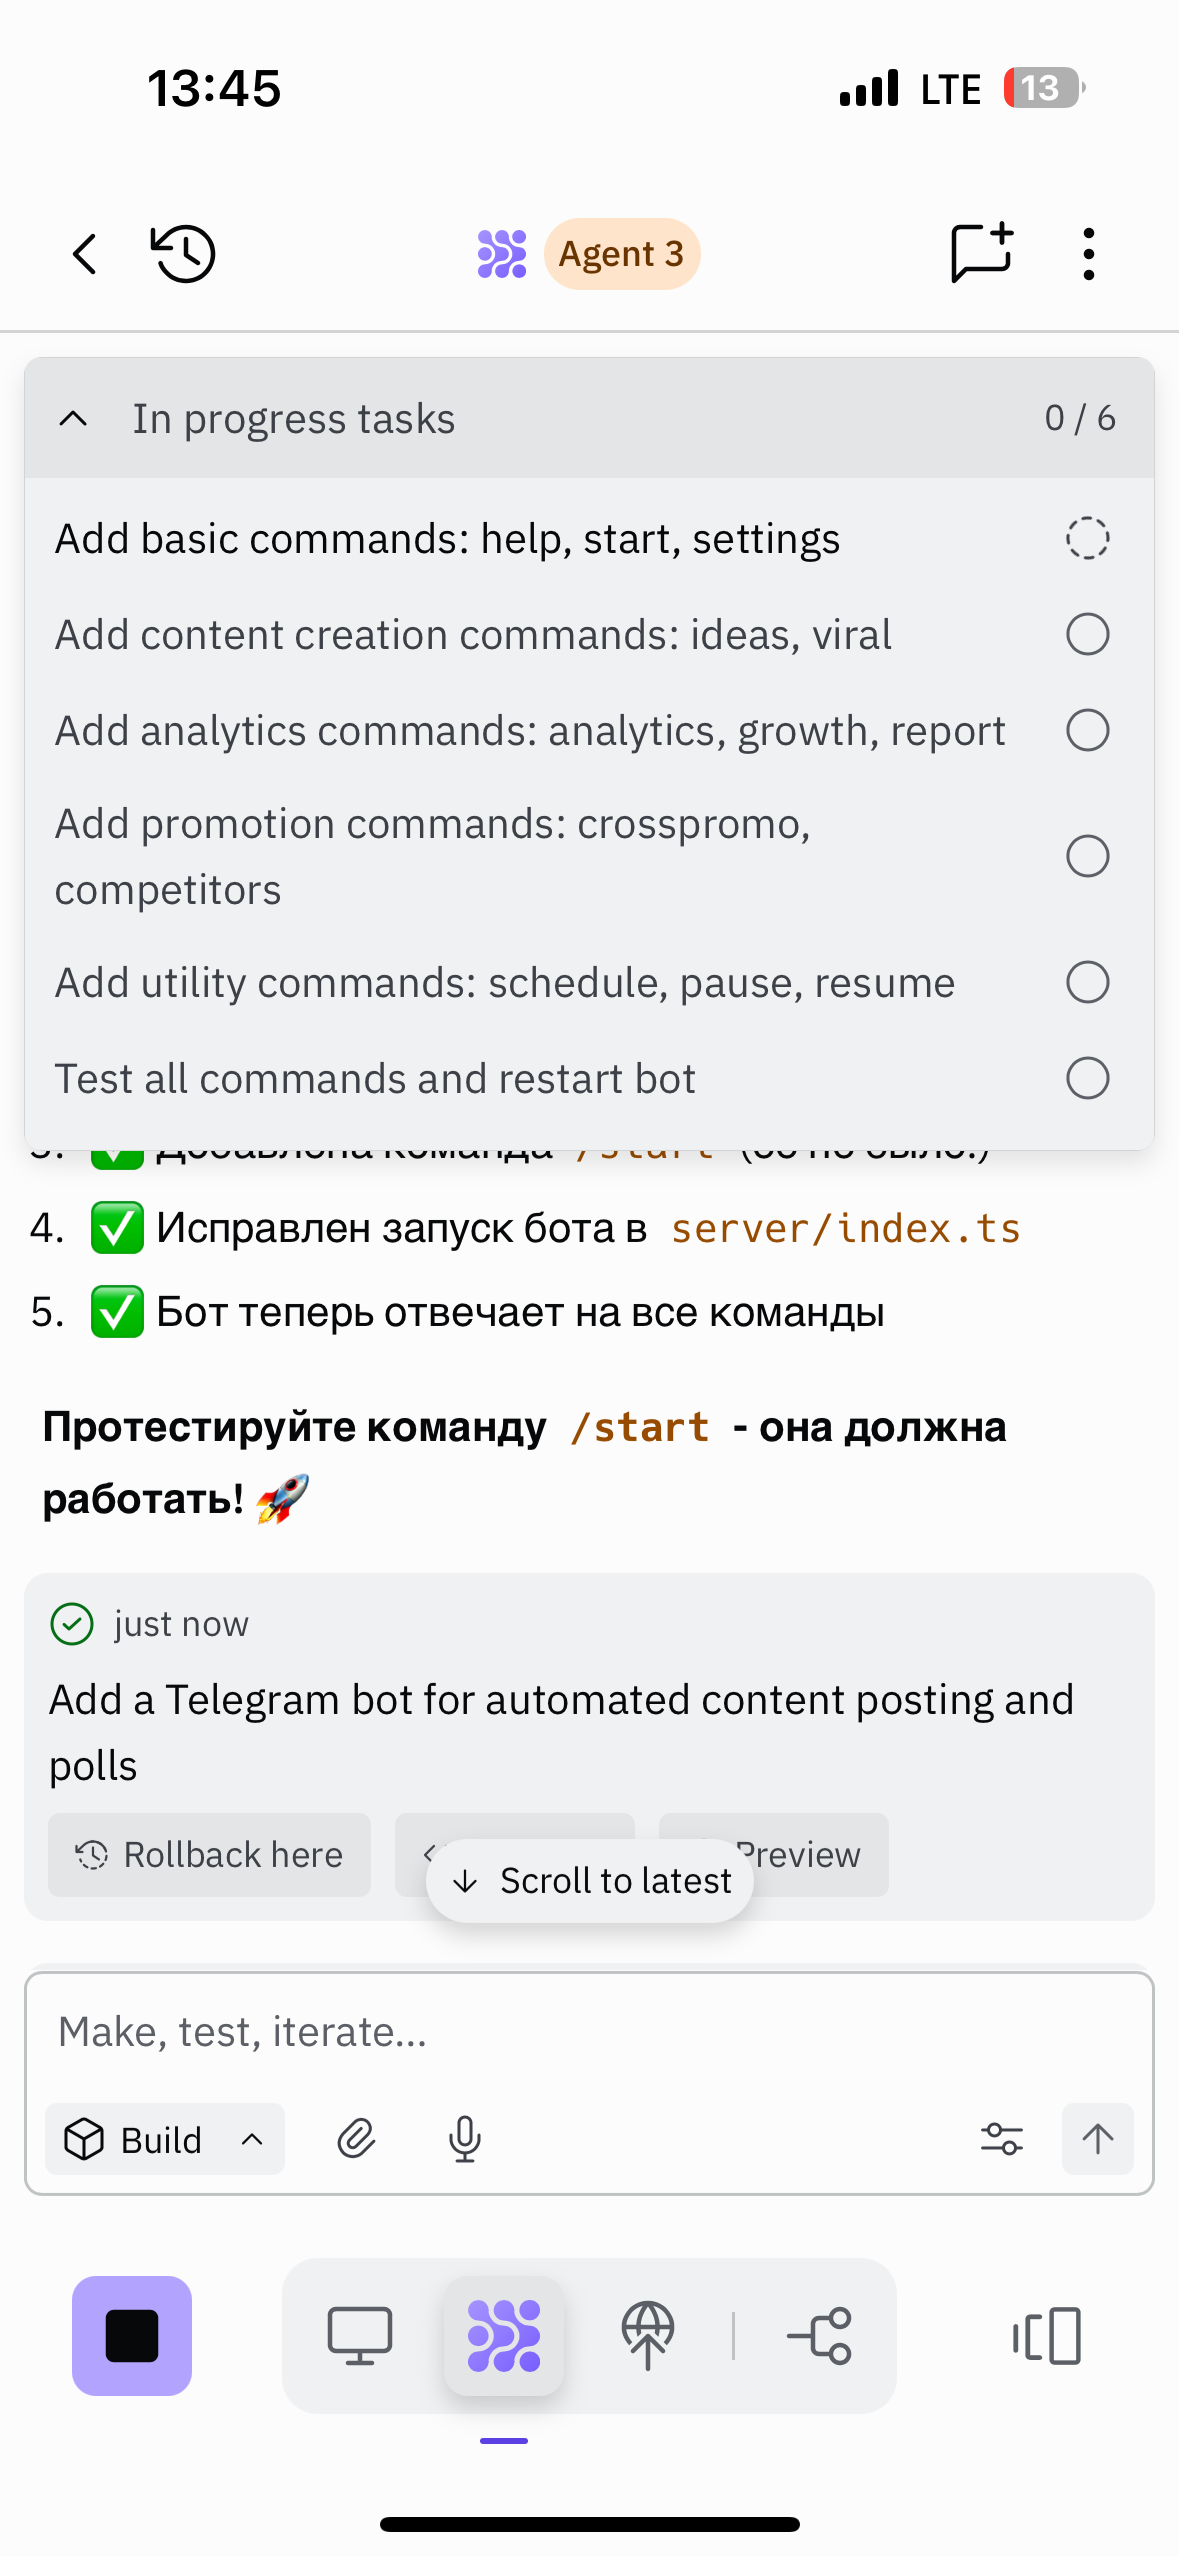 13:45
LTE
13
Agent 3
In progress tasks
0 / 6
Add basic commands: help, start, settings
Add content creation commands: ideas, viral
Add analytics commands: analytics, growth, report
Add promotion commands: crosspromo,
competitors
Add utility commands: schedule, pause, resume
Test all commands and restart bot
3. ✅ Добавлена команда /start
4. ✅ Исправлен запуск бота в server/index.ts
5. ✅ Бот теперь отвечает на все команды
Протестируйте команду /start - она должна
работать! 🚀
just now
Add a Telegram bot for automated content posting and
polls
Rollback here
Preview
Scroll to latest
Make, test, iterate...
Build